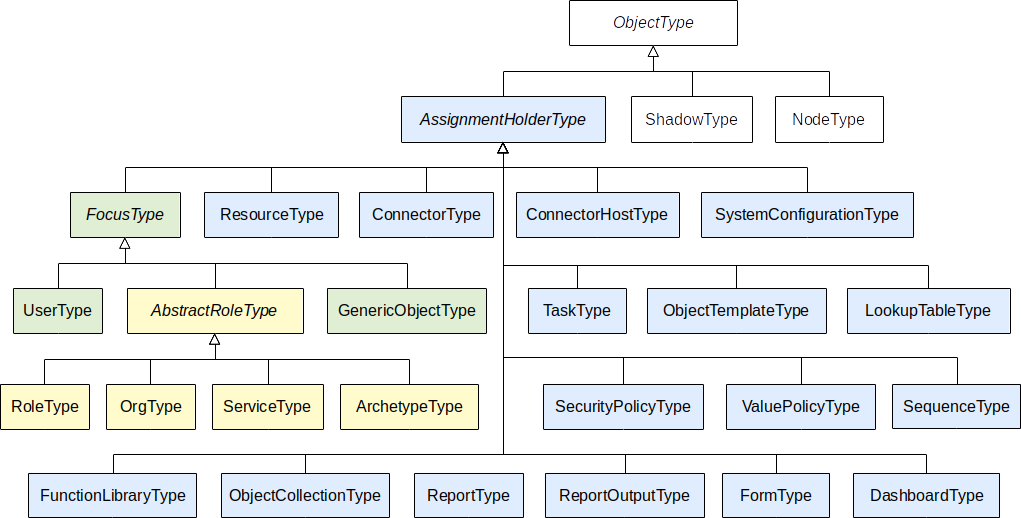 ObjectType
AssignmentHolderType
ShadowType
NodeType
FocusType
ResourceType
ConnectorType
ConnectorHostType
SystemConfigurationType
UserType
AbstractRoleType
GenericObjectType
TaskType
ObjectTemplateType
LookupTableType
RoleType
OrgType
ServiceType
ArchetypeType
SecurityPolicyType
ValuePolicyType
SequenceType
FunctionLibraryType
ObjectCollectionType
ReportType
ReportOutputType
FormType
DashboardType